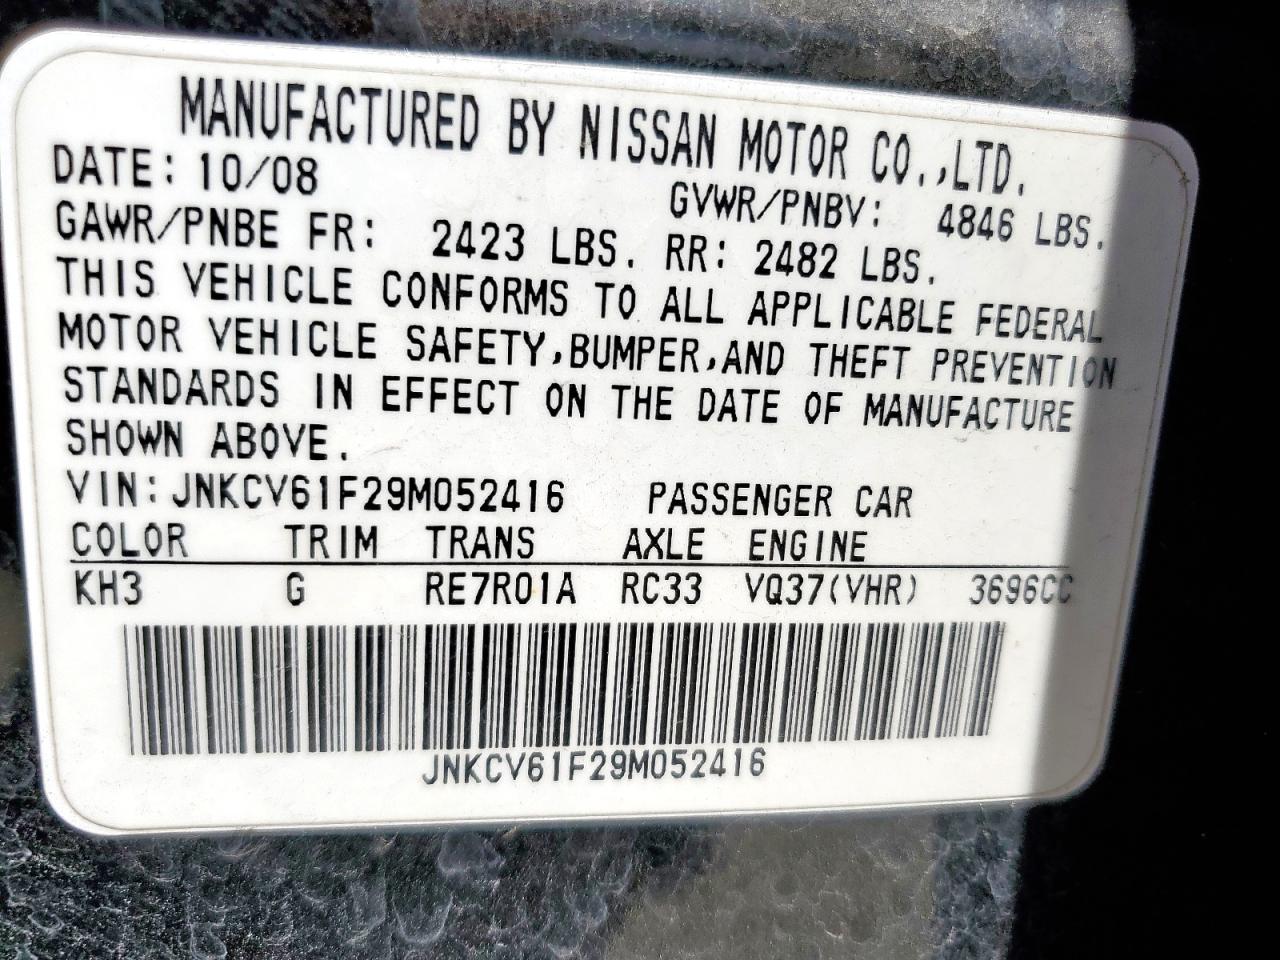 MANUFACTURED BY NISSAN MOTOR CO.,LTD.
DATE: 10/08 GVWR/PNBV: 4846 LBS.
GAWR/PNBE FR: 2423 LBS. RR: 2482 LBS.
THIS VEHICLE CONFORMS TO ALL APPLICABLE FEDERAL
MOTOR VEHICLE SAFETY,BUMPER,AND THEFT PREVENTION
STANDARDS IN EFFECT ON THE DATE OF MANUFACTURE
SHOWN ABOVE.
VIN: JNKCV61F29M052416 PASSENGER CAR
COLOR TRIM TRANS AXLE ENGINE
KH3 G RE7R01A RC33 VQ37(VHR) 3696CC
JNKCV61F29M052416